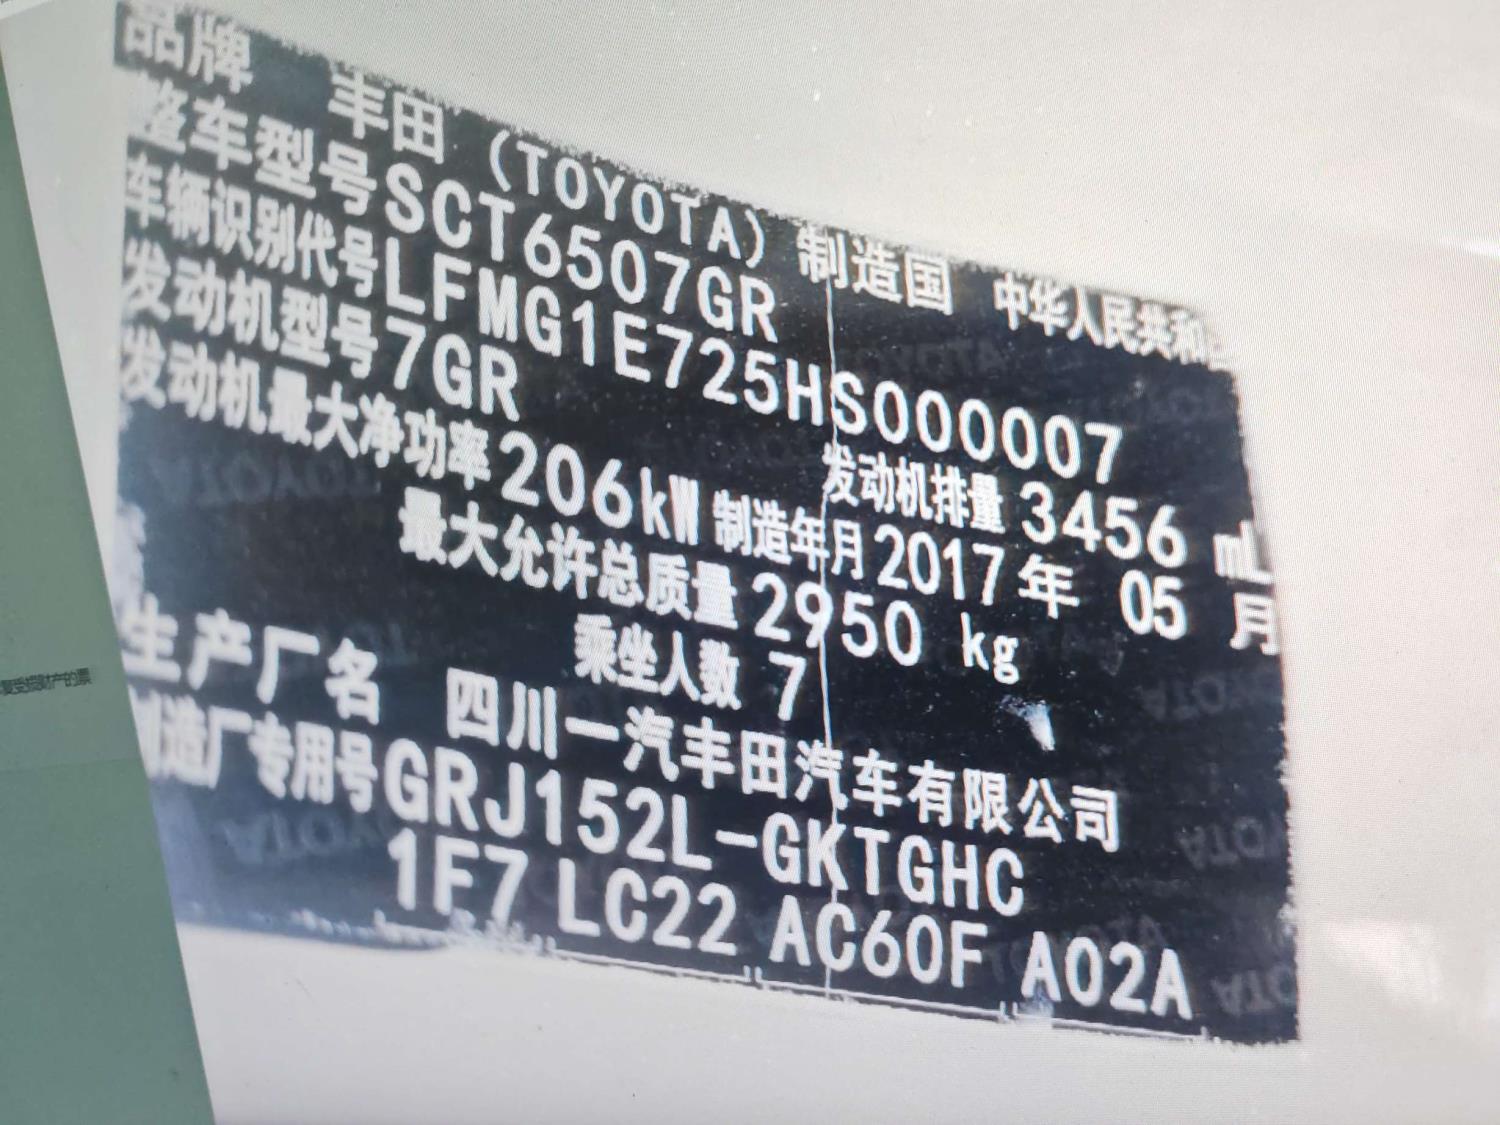 品牌 丰田（TOYOTA）制造国 中华人民共和
整车型号SCT6507GR
车辆识别代号LFMG1E725HS000007
发动机型号7GR 发动机排量 3456 mL
发动机最大净功率206kW 制造年月2017年 05 月
最大允许总质量2950 kg
乘坐人数 7
生产厂名 四川一汽丰田汽车有限公司
制造厂专用号GRJ152L-GKTGHC
1F7 LC22 AC60F A02A